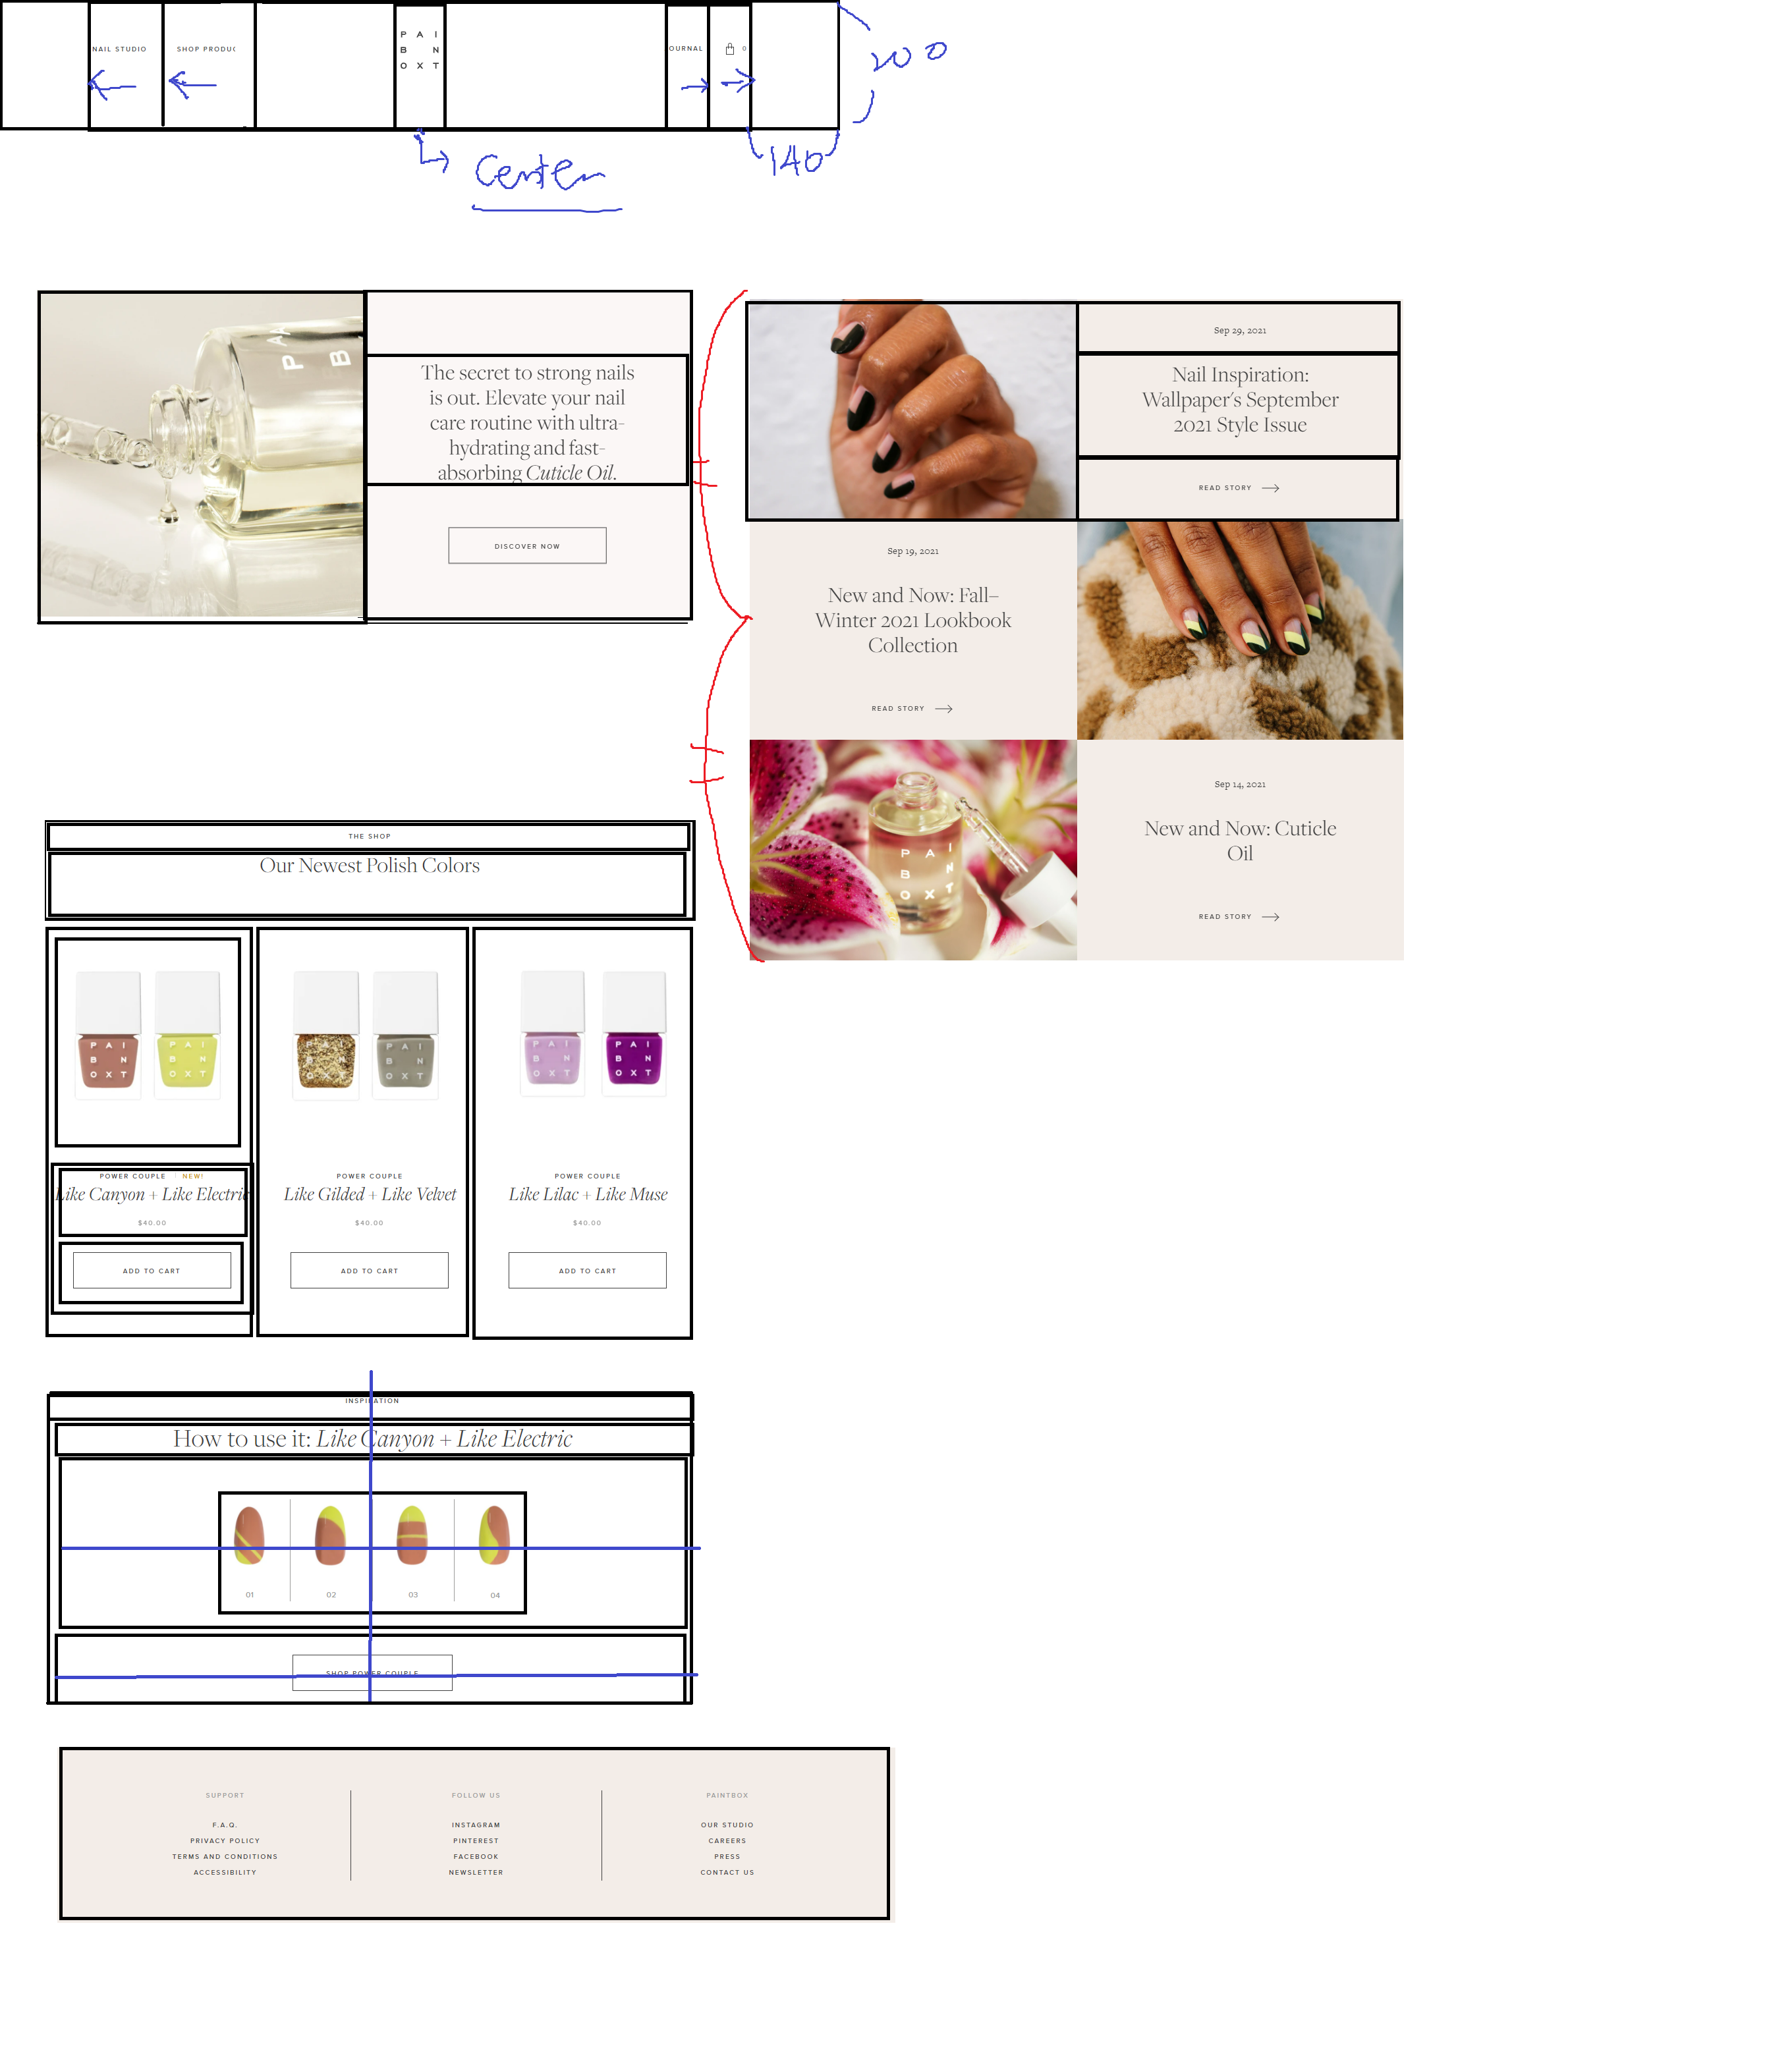 NAIL STUDIO
SHOP PRODU
P A I
B N
O X T
OURNAL
0
200
Center
140
P A
B
The secret to strong nails
is out. Elevate your nail
care routine with ultra-
hydrating and fast-
absorbing Cuticle Oil.
DISCOVER NOW
Sep 29, 2021
Nail Inspiration:
Wallpaper's September
2021 Style Issue
READ STORY
Sep 19, 2021
New and Now: Fall–
Winter 2021 Lookbook
Collection
READ STORY
P A I
B N
O X T
Sep 14, 2021
New and Now: Cuticle
Oil
READ STORY
THE SHOP
Our Newest Polish Colors
P A I
B N
O X T
P A I
B N
O X T
P A I
B N
O X T
P A I
B N
O X T
P A I
B N
O X T
P A I
B N
O X T
POWER COUPLE | NEW!
Like Canyon + Like Electric
$40.00
ADD TO CART
POWER COUPLE
Like Gilded + Like Velvet
$40.00
ADD TO CART
POWER COUPLE
Like Lilac + Like Muse
$40.00
ADD TO CART
INSPIRATION
How to use it: Like Canyon + Like Electric
01
02
03
04
SHOP POWER COUPLE
SUPPORT
F.A.Q.
PRIVACY POLICY
TERMS AND CONDITIONS
ACCESSIBILITY
FOLLOW US
INSTAGRAM
PINTEREST
FACEBOOK
NEWSLETTER
PAINTBOX
OUR STUDIO
CAREERS
PRESS
CONTACT US